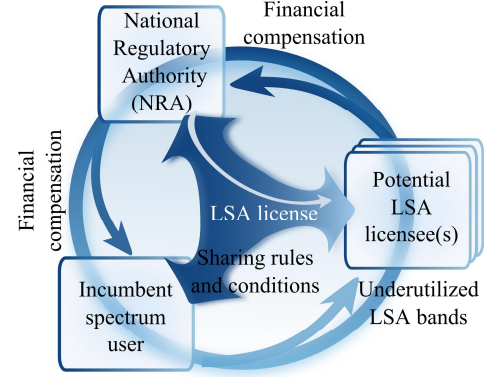 Financial
compensation
National
Regulatory
Authority
(NRA)
Financial
compensation
Potential
LSA
licensee(s)
LSA license
Sharing rules
and conditions
Incumbent
spectrum
user
Underutilized
LSA bands